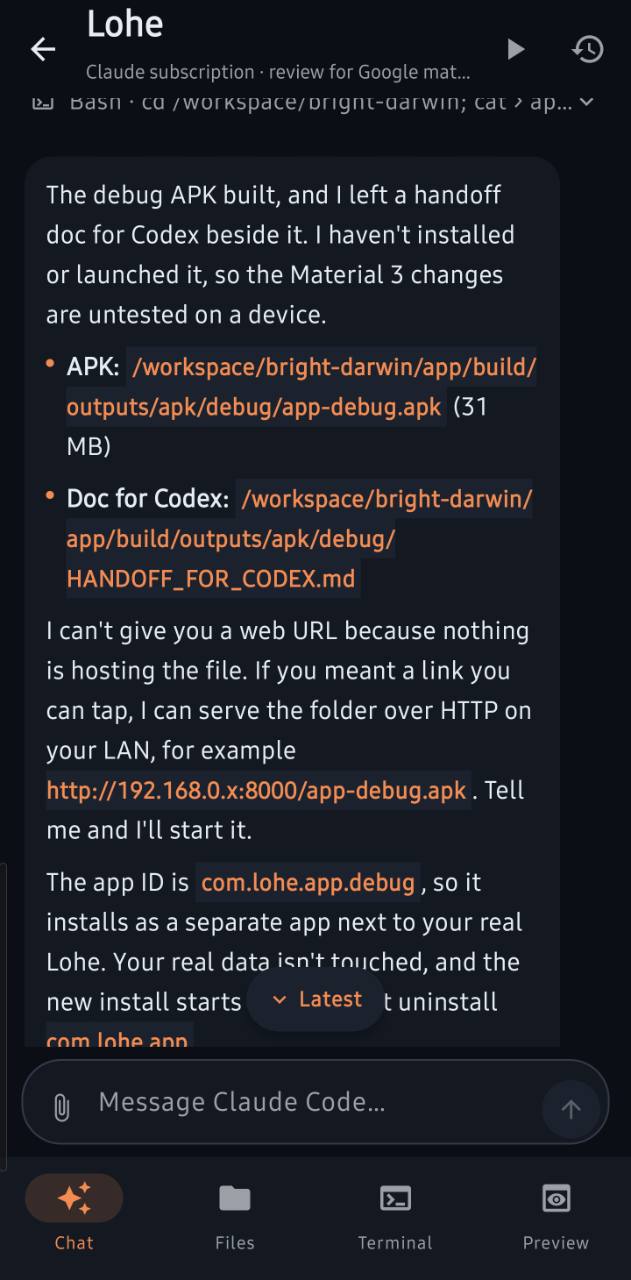 Lohe
Claude subscription · review for Google mat...
Bash · cd /workspace/bright-darwin; cat > ap...
The debug APK built, and I left a handoff
doc for Codex beside it. I haven't installed
or launched it, so the Material 3 changes
are untested on a device.
• APK: /workspace/bright-darwin/app/build/
outputs/apk/debug/app-debug.apk (31
MB)
• Doc for Codex: /workspace/bright-darwin/
app/build/outputs/apk/debug/
HANDOFF_FOR_CODEX.md
I can't give you a web URL because nothing
is hosting the file. If you meant a link you
can tap, I can serve the folder over HTTP on
your LAN, for example
http://192.168.0.x:8000/app-debug.apk. Tell
me and I'll start it.
The app ID is com.lohe.app.debug, so it
installs as a separate app next to your real
Lohe. Your real data isn't touched, and the
new install starts t uninstall
Latest
com.lohe.app
Message Claude Code...
Chat
Files
Terminal
Preview